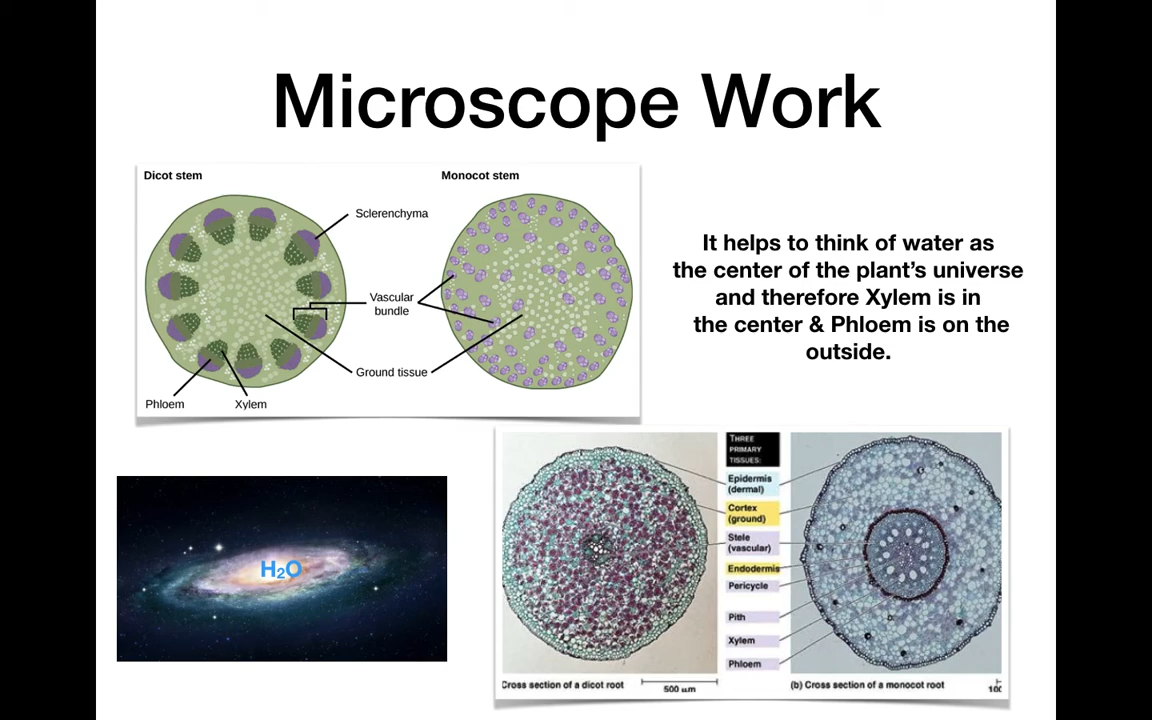 Microscope Work
Dicot stem
Monocot stem
Sclerenchyma
Vascular
bundle
Ground tissue
Phloem
Xylem
It helps to think of water as
the center of the plant’s universe
and therefore Xylem is in
the center & Phloem is on the
outside.
H₂O
THREE
PRIMARY
TISSUES:
Epidermis
(dermal)
Cortex
(ground)
Stele
(vascular)
Endodermis
Pericycle
Pith
Xylem
Phloem
Cross section of a dicot root
500 um
(b) Cross section of a monocot root
100